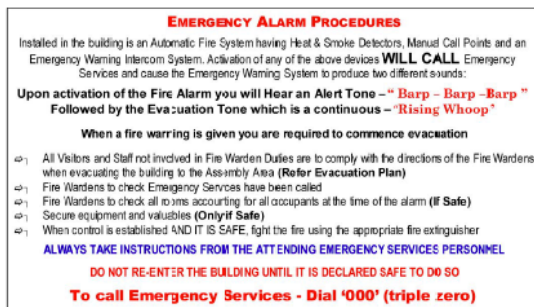 EMERGENCY ALARM PROCEDURES
Installed in the building is an Automatic Fire System having Heat & Smoke Detectors, Manual Call Points and an
Emergency Warning Intercom System. Activation of any of the above devices WILL CALL Emergency
Services and cause the Emergency Warning System to produce two different sounds:
Upon activation of the Fire Alarm you will Hear an Alert Tone – “ Barp – Barp –Barp ”
Followed by the Evacuation Tone which is a continuous – “Rising Whoop”
When a fire warning is given you are required to commence evacuation
All Visitors and Staff not involved in Fire Warden Duties are to comply with the directions of the Fire Wardens
when evacuating the building to the Assembly Area (Refer Evacuation Plan)
Fire Wardens to check Emergency Services have been called
Fire Wardens to check all rooms accounting for all occupants at the time of the alarm (If Safe)
Secure equipment and valuables (Only if Safe)
When control is established AND IT IS SAFE, fight the fire using the appropriate fire extinguisher
ALWAYS TAKE INSTRUCTIONS FROM THE ATTENDING EMERGENCY SERVICES PERSONNEL
DO NOT RE-ENTER THE BUILDING UNTIL IT IS DECLARED SAFE TO DO SO
To call Emergency Services - Dial ‘000’ (triple zero)